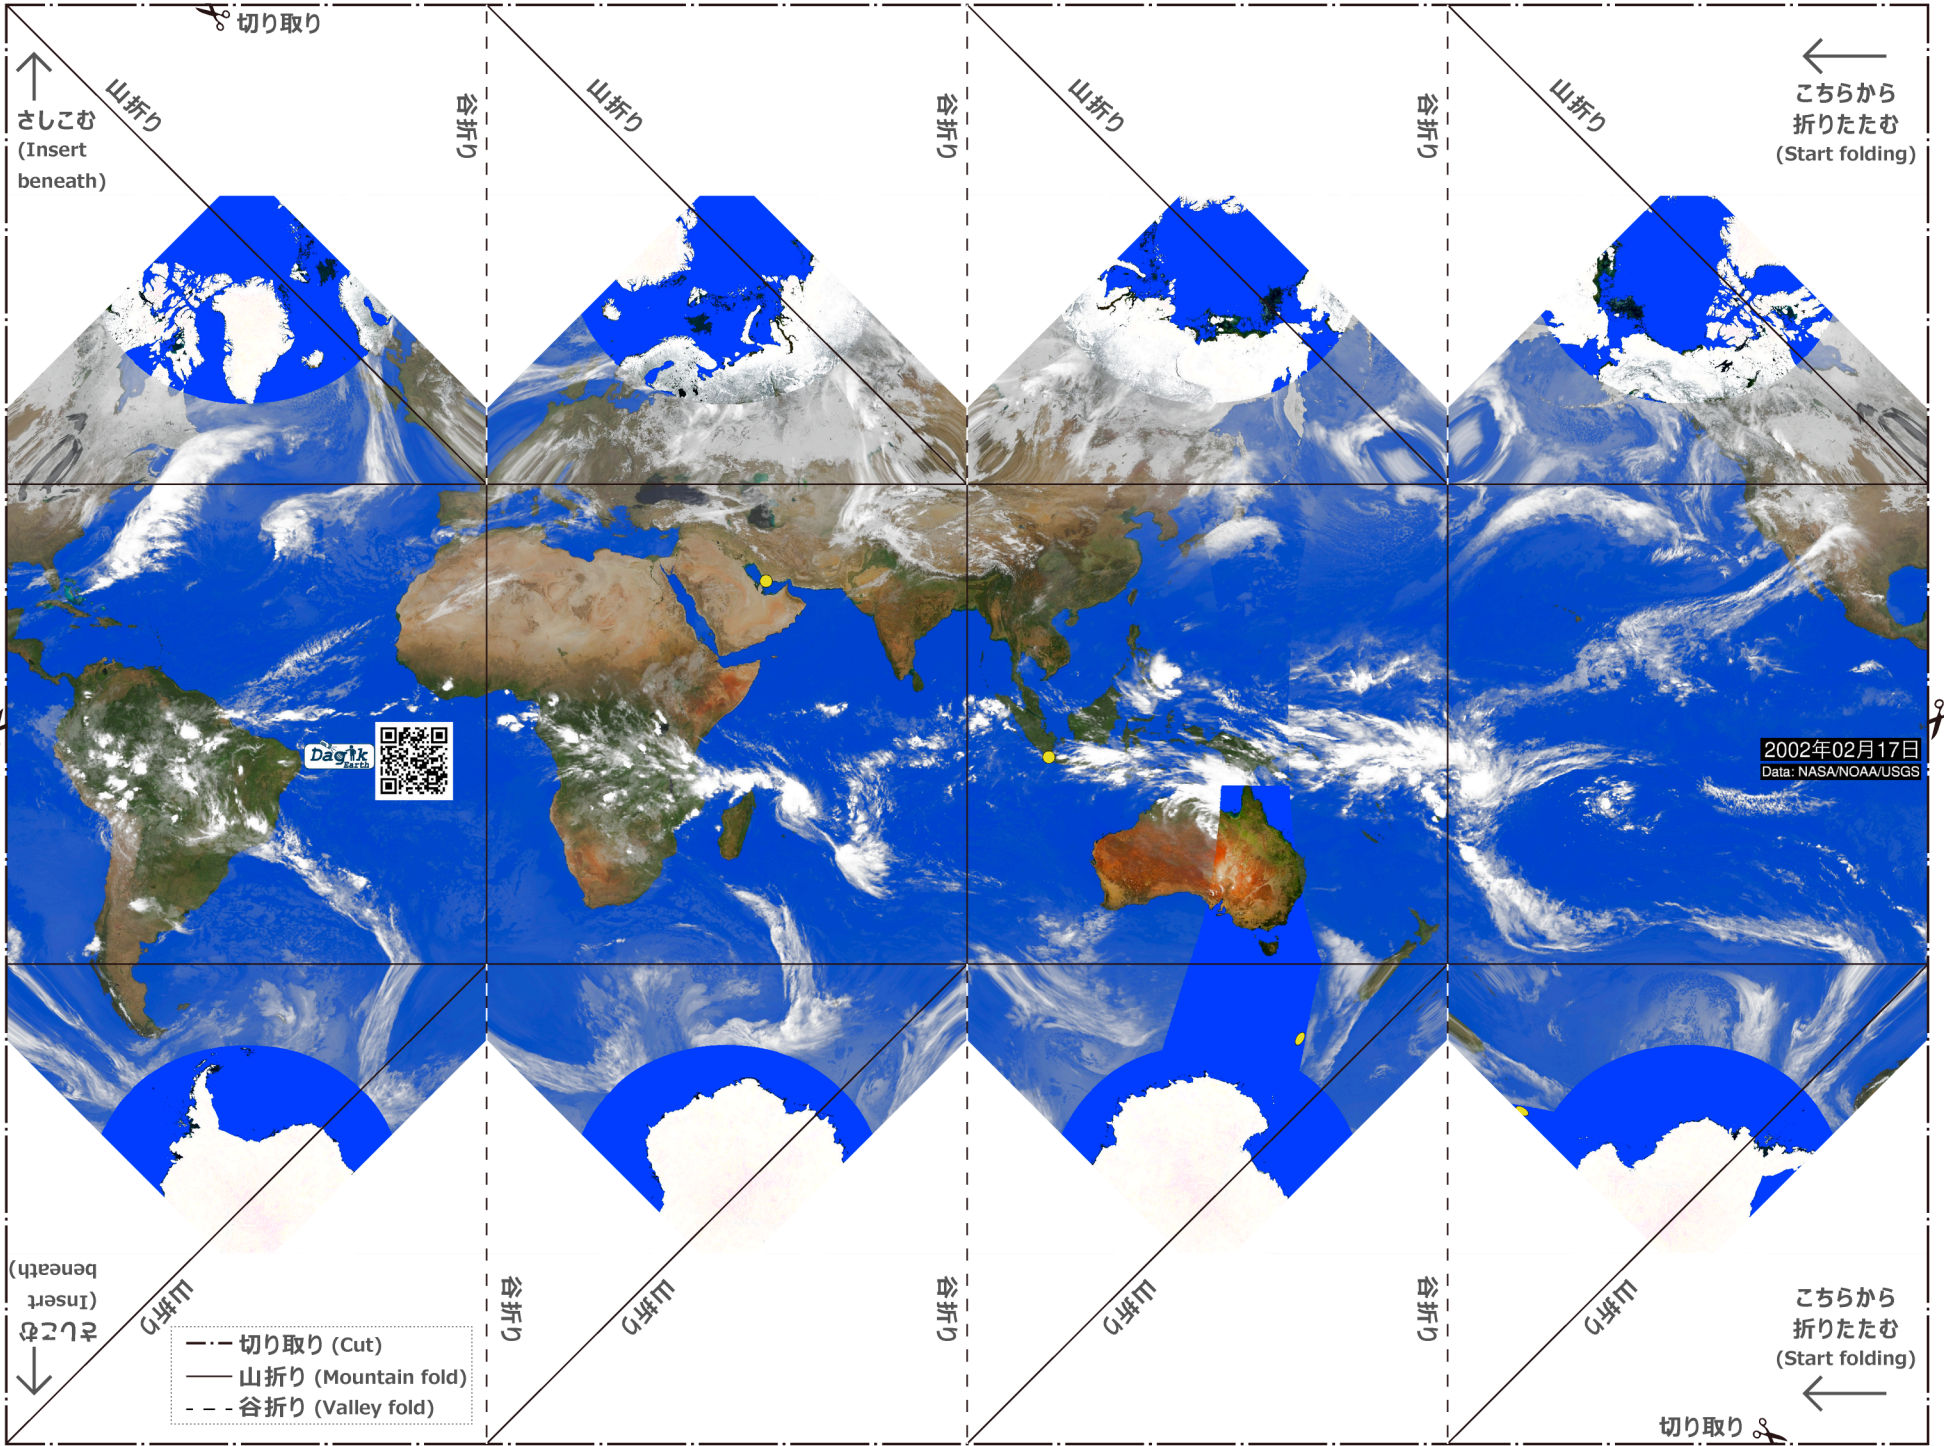 切り取り
山折り
山折り
山折り
山折り
谷折り
谷折り
谷折り
さしこむ
(Insert
beneath)
こちらから
折りたたむ
(Start folding)
Dagik
Earth
2002年02月17日
Data: NASA/NOAA/USGS
さしこむ
(Insert
beneath)
山折り
山折り
山折り
山折り
谷折り
谷折り
谷折り
切り取り (Cut)
山折り (Mountain fold)
谷折り (Valley fold)
こちらから
折りたたむ
(Start folding)
切り取り